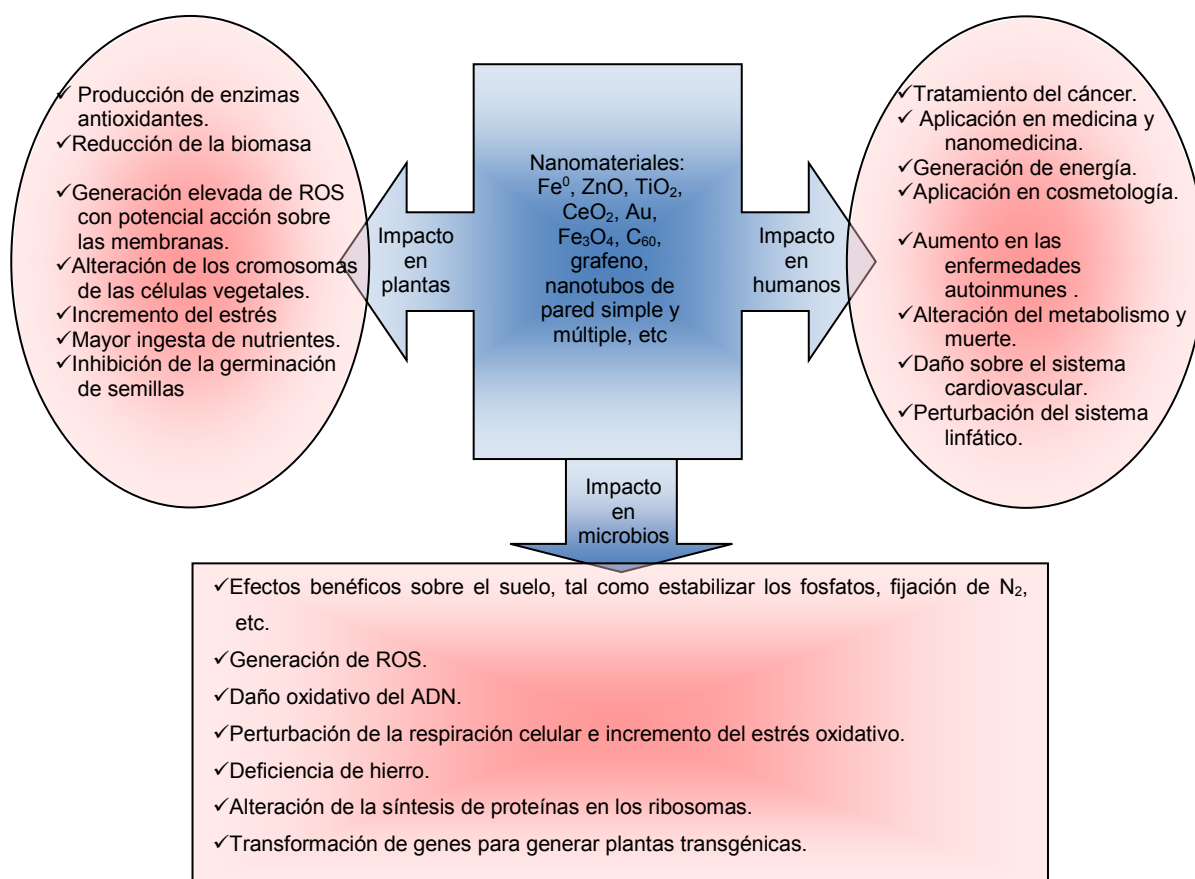 ✓ Producción de enzimas
antioxidantes.
✓Reducción de la biomasa
✓Generación elevada de ROS
con potencial acción sobre
las membranas.
✓Alteración de los cromosomas
de las células vegetales.
✓Incremento del estrés
✓Mayor ingesta de nutrientes.
✓Inhibición de la germinación
de semillas
Impacto
en
plantas
Nanomateriales:
Fe⁰, ZnO, TiO₂,
CeO₂, Au,
Fe₃O₄, C₆₀,
grafeno,
nanotubos de
pared simple y
múltiple, etc
Impacto
en
humanos
✓Tratamiento del cáncer.
✓ Aplicación en medicina y
nanomedicina.
✓Generación de energía.
✓Aplicación en cosmetología.
✓Aumento en las
enfermedades
autoinmunes .
✓Alteración del metabolismo y
muerte.
✓Daño sobre el sistema
cardiovascular.
✓Perturbación del sistema
linfático.
Impacto
en
microbios
✓Efectos benéficos sobre el suelo, tal como estabilizar los fosfatos, fijación de N₂,
etc.
✓Generación de ROS.
✓Daño oxidativo del ADN.
✓Perturbación de la respiración celular e incremento del estrés oxidativo.
✓Deficiencia de hierro.
✓Alteración de la síntesis de proteínas en los ribosomas.
✓Transformación de genes para generar plantas transgénicas.